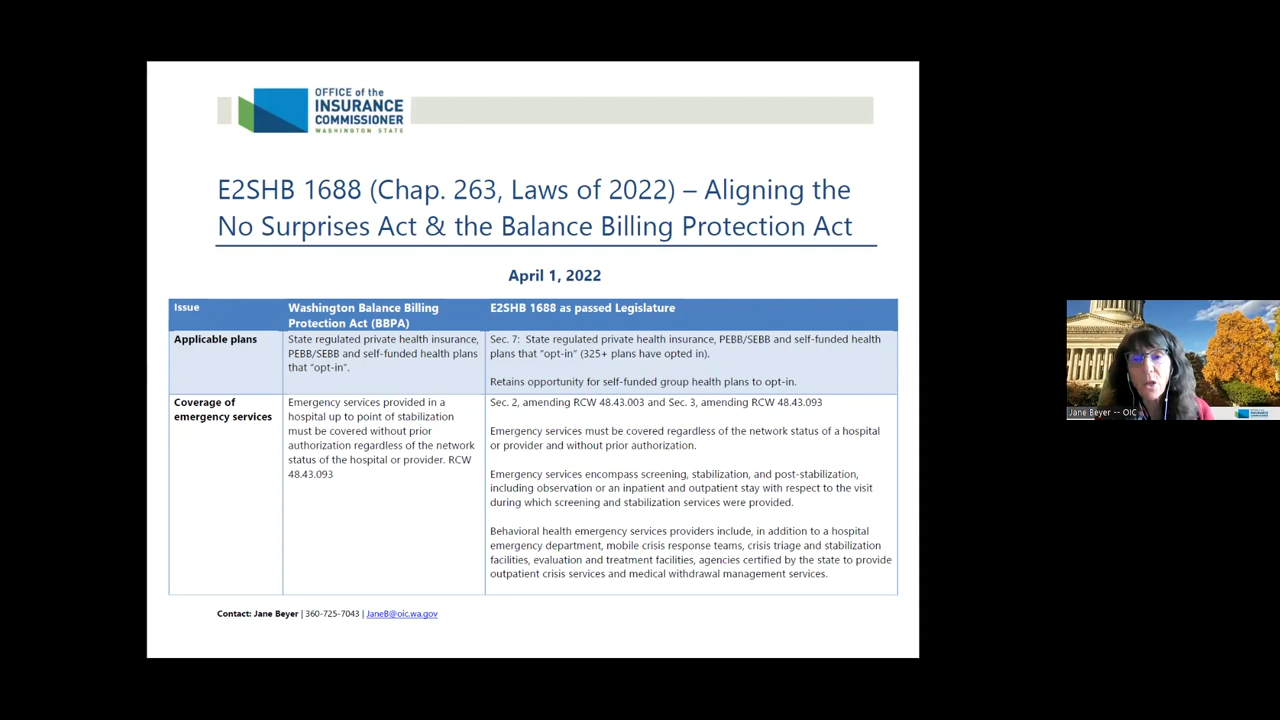 OFFICE of the
INSURANCE
COMMISSIONER
WASHINGTON STATE
E2SHB 1688 (Chap. 263, Laws of 2022) – Aligning the
No Surprises Act & the Balance Billing Protection Act
April 1, 2022
Issue
Washington Balance Billing
Protection Act (BBPA)
E2SHB 1688 as passed Legislature
Applicable plans
State regulated private health insurance,
PEBB/SEBB and self-funded health plans
that “opt-in”.
Sec. 7: State regulated private health insurance, PEBB/SEBB and self-funded health
plans that “opt-in” (325+ plans have opted in).
Retains opportunity for self-funded group health plans to opt-in.
Coverage of
emergency services
Emergency services provided in a
hospital up to point of stabilization
must be covered without prior
authorization regardless of the network
status of the hospital or provider. RCW
48.43.093
Sec. 2, amending RCW 48.43.003 and Sec. 3, amending RCW 48.43.093
Emergency services must be covered regardless of the network status of a hospital
or provider and without prior authorization.
Emergency services encompass screening, stabilization, and post-stabilization,
including observation or an inpatient and outpatient stay with respect to the visit
during which screening and stabilization services were provided.
Behavioral health emergency services providers include, in addition to a hospital
emergency department, mobile crisis response teams, crisis triage and stabilization
facilities, evaluation and treatment facilities, agencies certified by the state to provide
outpatient crisis services and medical withdrawal management services.
Contact: Jane Beyer | 360-725-7043 | JaneB@oic.wa.gov
Jane Beyer -- OIC